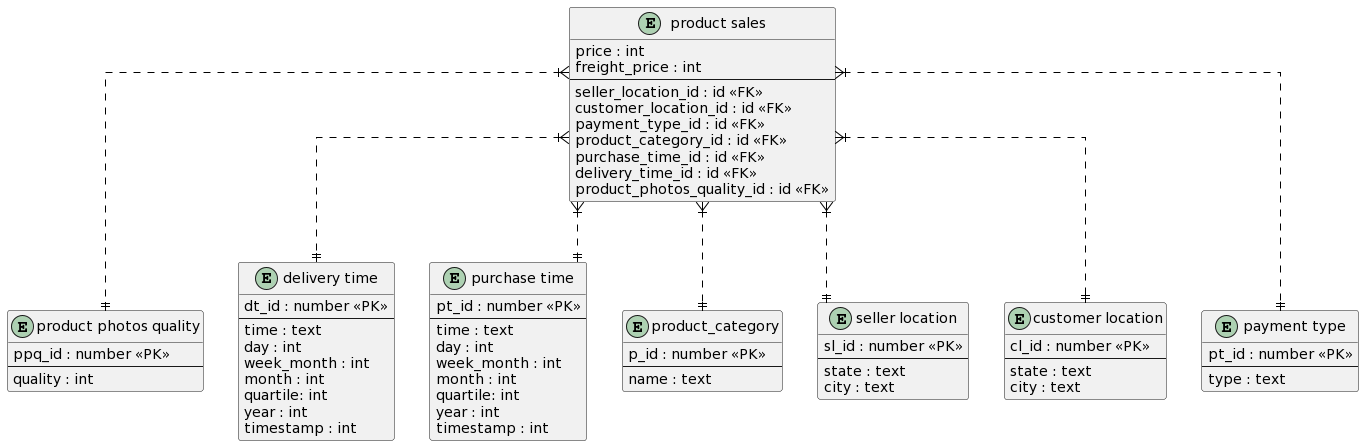 E product sales
price : int
freight_price : int
seller_location_id : id «FK»
customer_location_id : id «FK»
payment_type_id : id «FK»
product_category_id : id «FK»
purchase_time_id : id «FK»
delivery_time_id : id «FK»
product_photos_quality_id : id «FK»
E product photos quality
ppq_id : number «PK»
quality : int
E delivery time
dt_id : number «PK»
time : text
day : int
week_month : int
month : int
quartile: int
year : int
timestamp : int
E purchase time
pt_id : number «PK»
time : text
day : int
week_month : int
month : int
quartile: int
year : int
timestamp : int
E product_category
p_id : number «PK»
name : text
E seller location
sl_id : number «PK»
state : text
city : text
E customer location
cl_id : number «PK»
state : text
city : text
E payment type
pt_id : number «PK»
type : text